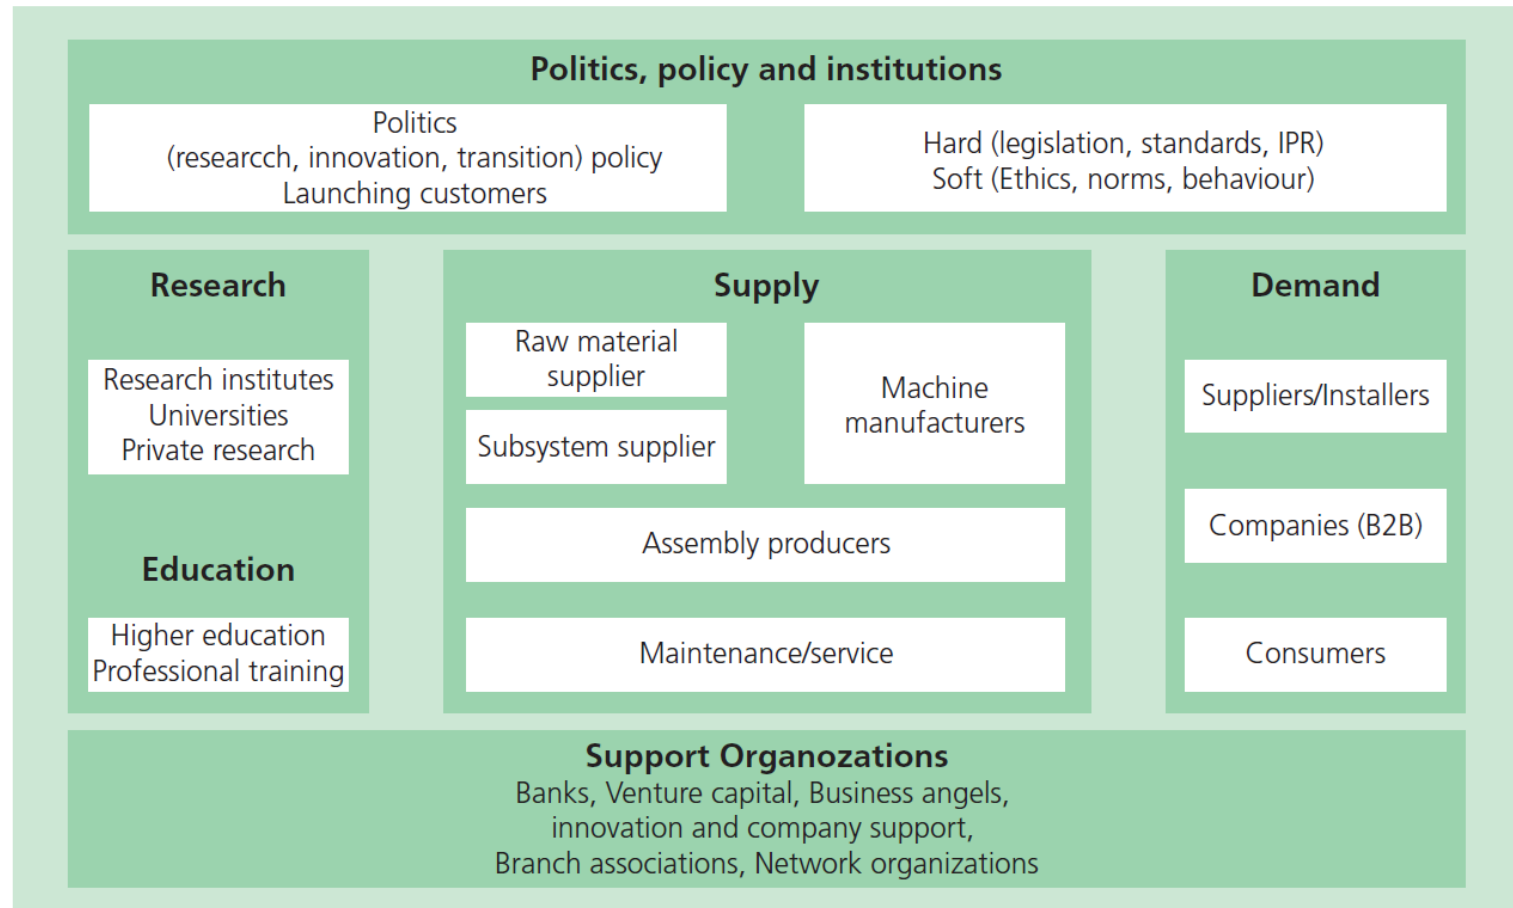 Politics, policy and institutions
Politics
(researcch, innovation, transition) policy
Launching customers
Hard (legislation, standards, IPR)
Soft (Ethics, norms, behaviour)
Research
Research institutes
Universities
Private research
Education
Higher education
Professional training
Supply
Raw material
supplier
Subsystem supplier
Machine
manufacturers
Assembly producers
Maintenance/service
Demand
Suppliers/Installers
Companies (B2B)
Consumers
Support Organozations
Banks, Venture capital, Business angels,
innovation and company support,
Branch associations, Network organizations